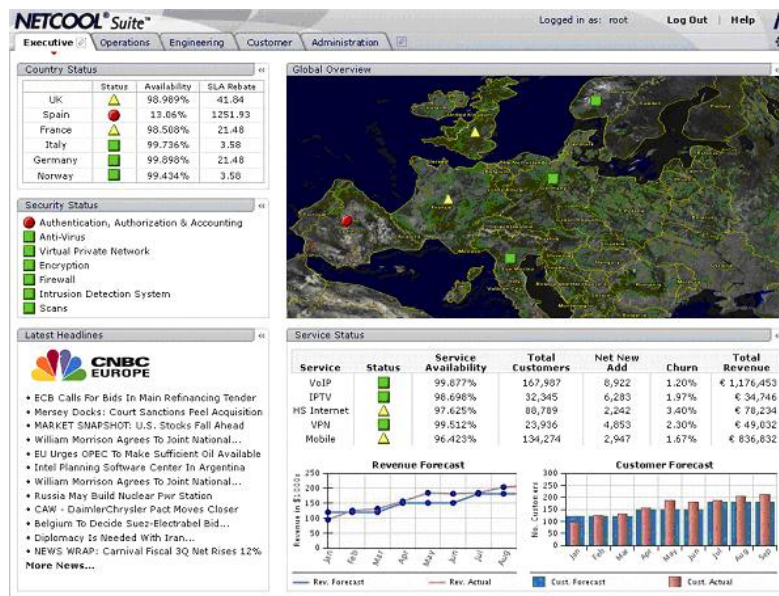 NETCOOL® Suite™
Logged in as: root Log Out | Help
Executive Operations Engineering Customer Administration
Country Status
Status Availability SLA Rebate
UK 98.989% 41.84
Spain 13.06% 1251.93
France 98.508% 21.48
Italy 99.736% 3.58
Germany 99.898% 21.48
Norway 99.434% 3.58
Security Status
Authentication, Authorization & Accounting
Anti-Virus
Virtual Private Network
Encryption
Firewall
Intrusion Detection System
Scans
Latest Headlines
CNBC
EUROPE
• ECB Calls For Bids In Main Refinancing Tender
• Mersey Docks: Court Sanctions Peel Acquisition
• MARKET SNAPSHOT: U.S. Stocks Fall Ahead
• William Morrison Agrees To Joint National...
• EU Urges OPEC To Make Sufficient Oil Available
• Intel Planning Software Center In Argentina
• William Morrison Agrees To Joint National...
• Russia May Build Nuclear Pwr Station
• CAW - DaimlerChrysler Pact Moves Closer
• Belgium To Decide Suez-Electrabel Bid...
• Diplomacy Is Needed With Iran...
• NEWS WRAP: Carnival Fiscal 3Q Net Rises 12%
More News...
Global Overview
Service Status
Service Status Service Availability Total Customers Net New Add Churn Total Revenue
VoIP 99.877% 167,987 8,922 1.20% € 1,176,453
IPTV 98.698% 32,345 6,283 1.97% € 34,746
HS Internet 97.625% 88,789 2,242 3.40% € 78,234
VPN 99.512% 23,936 4,853 2.30% € 49,032
Mobile 96.423% 134,274 2,947 1.67% € 836,832
Revenue Forecast
Revenue in $1000s
250
200
150
100
50
0
Jan Feb Mar Apr May Jun Jul Aug
Rev. Forecast Rev. Actual
Customer Forecast
No. Customers
300
250
200
150
100
50
0
Jan Feb Mar Apr May Jun Jul Aug Sep
Cust. Forecast Cust. Actual